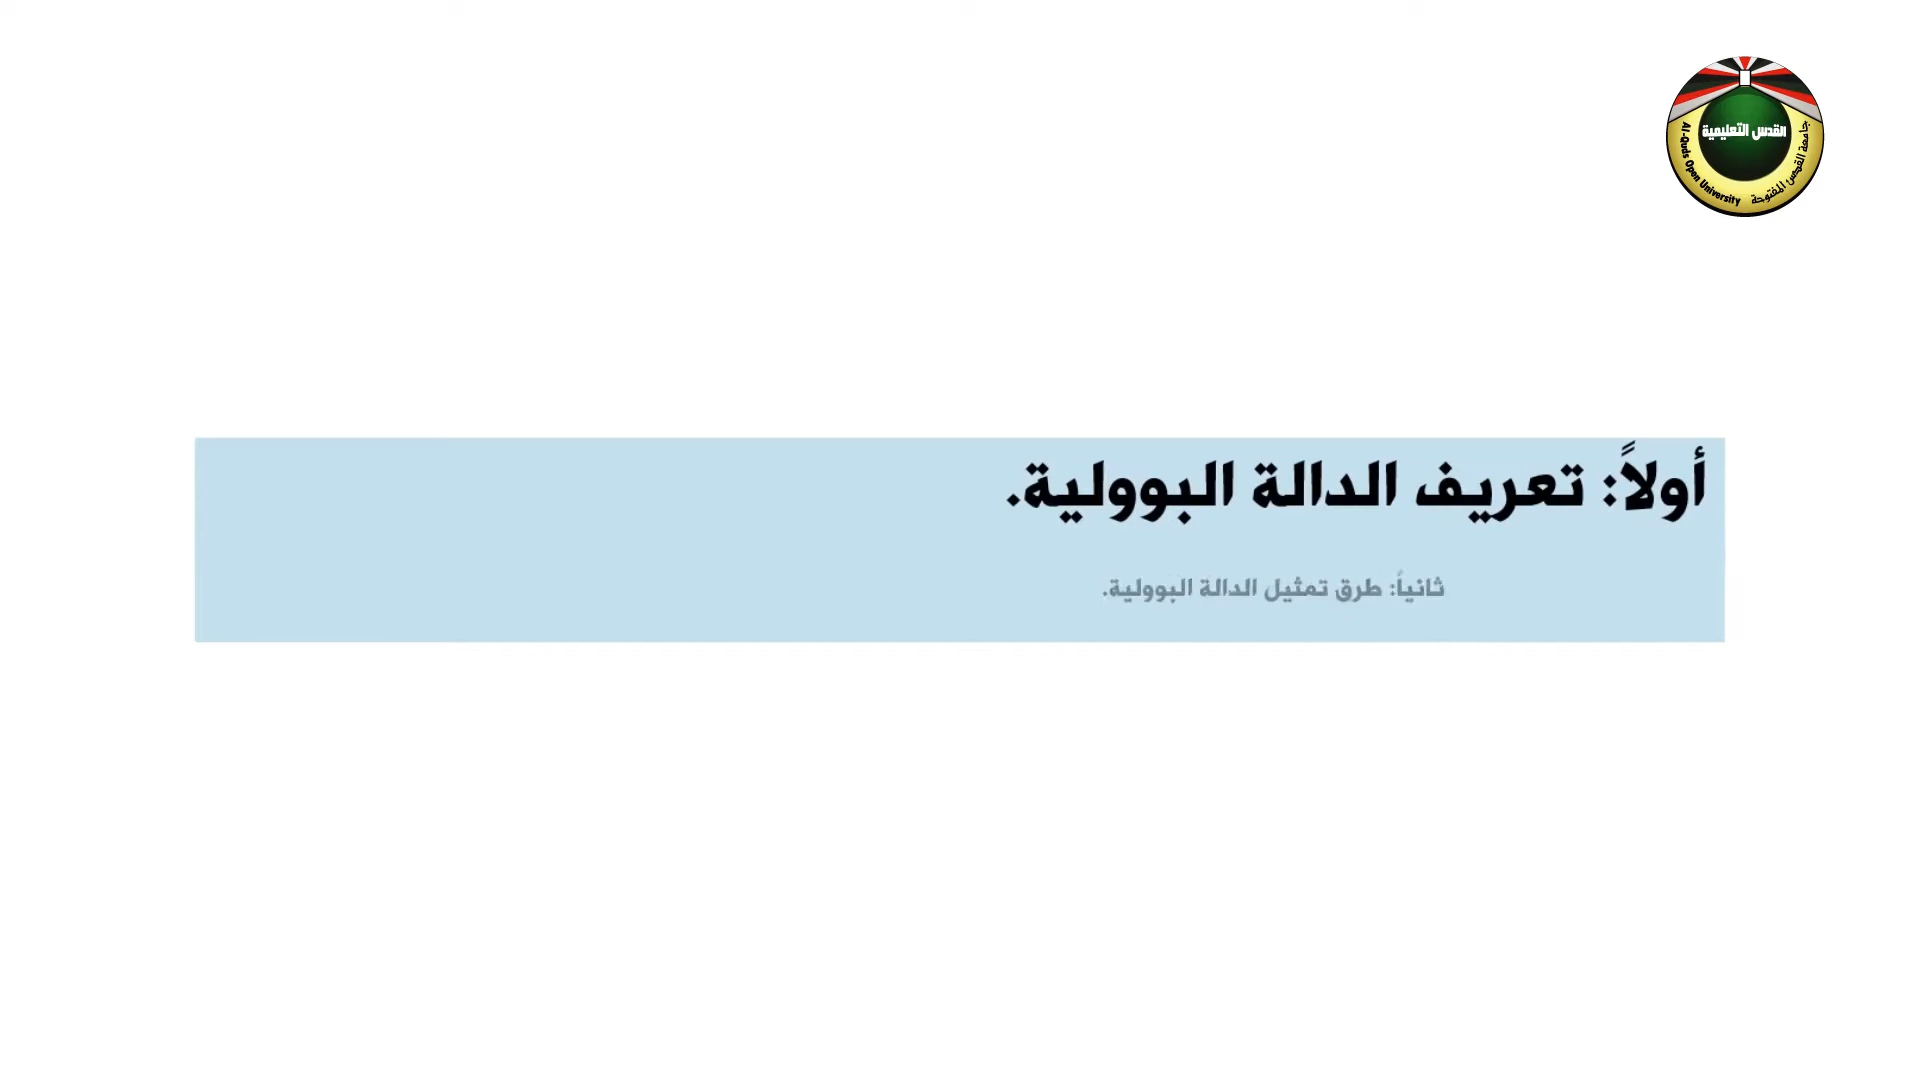 القدس التعليمية
Al-Quds Open University
جامعة القدس المفتوحة
أولاً: تعريف الدالة البوولية.
ثانياً: طرق تمثيل الدالة البوولية.